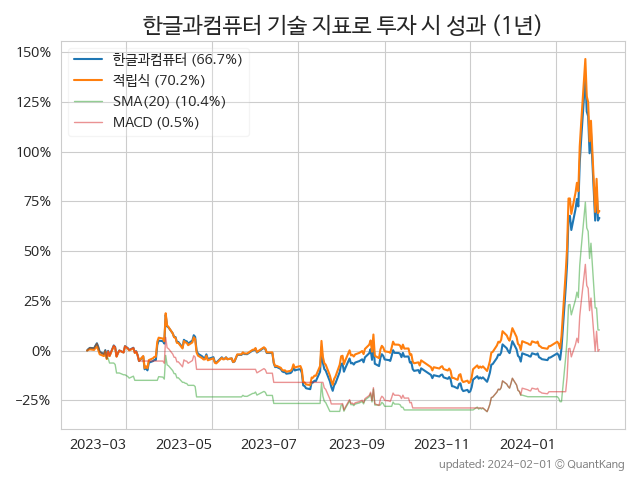 한글과컴퓨터 기술 지표로 투자 시 성과 (1년)
150%
125%
100%
75%
50%
25%
0%
−25%
한글과컴퓨터 (66.7%)
적립식 (70.2%)
SMA(20) (10.4%)
MACD (0.5%)
2023-03 2023-05 2023-07 2023-09 2023-11 2024-01
updated: 2024-02-01 © QuantKang